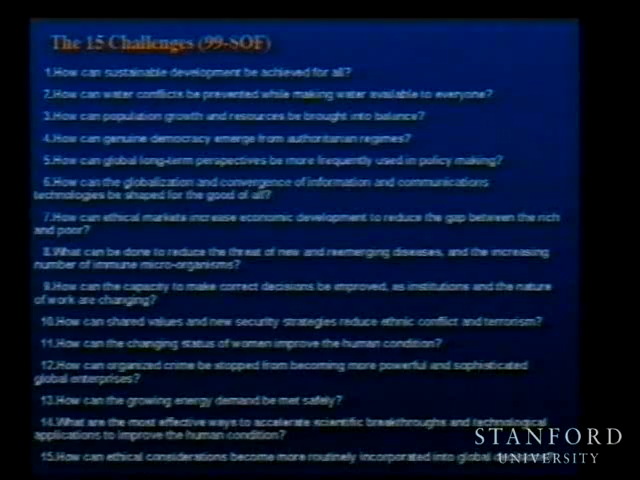 The 15 Challenges (99-SOF)
1.How can sustainable development be achieved for all?
2.How can water conflicts be prevented while making water available to everyone?
3.How can population growth and resources be brought into balance?
4.How can genuine democracy emerge from authoritarian regimes?
5.How can global long-term perspectives be more frequently used in policy making?
6.How can the globalization and convergence of information and communications
technologies be shaped for the good of all?
7.How can ethical markets increase economic development to reduce the gap between the rich
and poor?
8.What can be done to reduce the threat of new and reemerging diseases, and the increasing
number of immune micro-organisms?
9.How can the capacity to make correct decisions be improved, as institutions and the nature
of work are changing?
10.How can shared values and new security strategies reduce ethnic conflict and terrorism?
11.How can the changing status of women improve the human condition?
12.How can organized crime be stopped from becoming more powerful and sophisticated
global enterprises?
13.How can the growing energy demand be met safely?
14.What are the most effective ways to accelerate scientific breakthroughs and technological
applications to improve the human condition?
15.How can ethical considerations become more routinely incorporated into global
STANFORD
UNIVERSITY